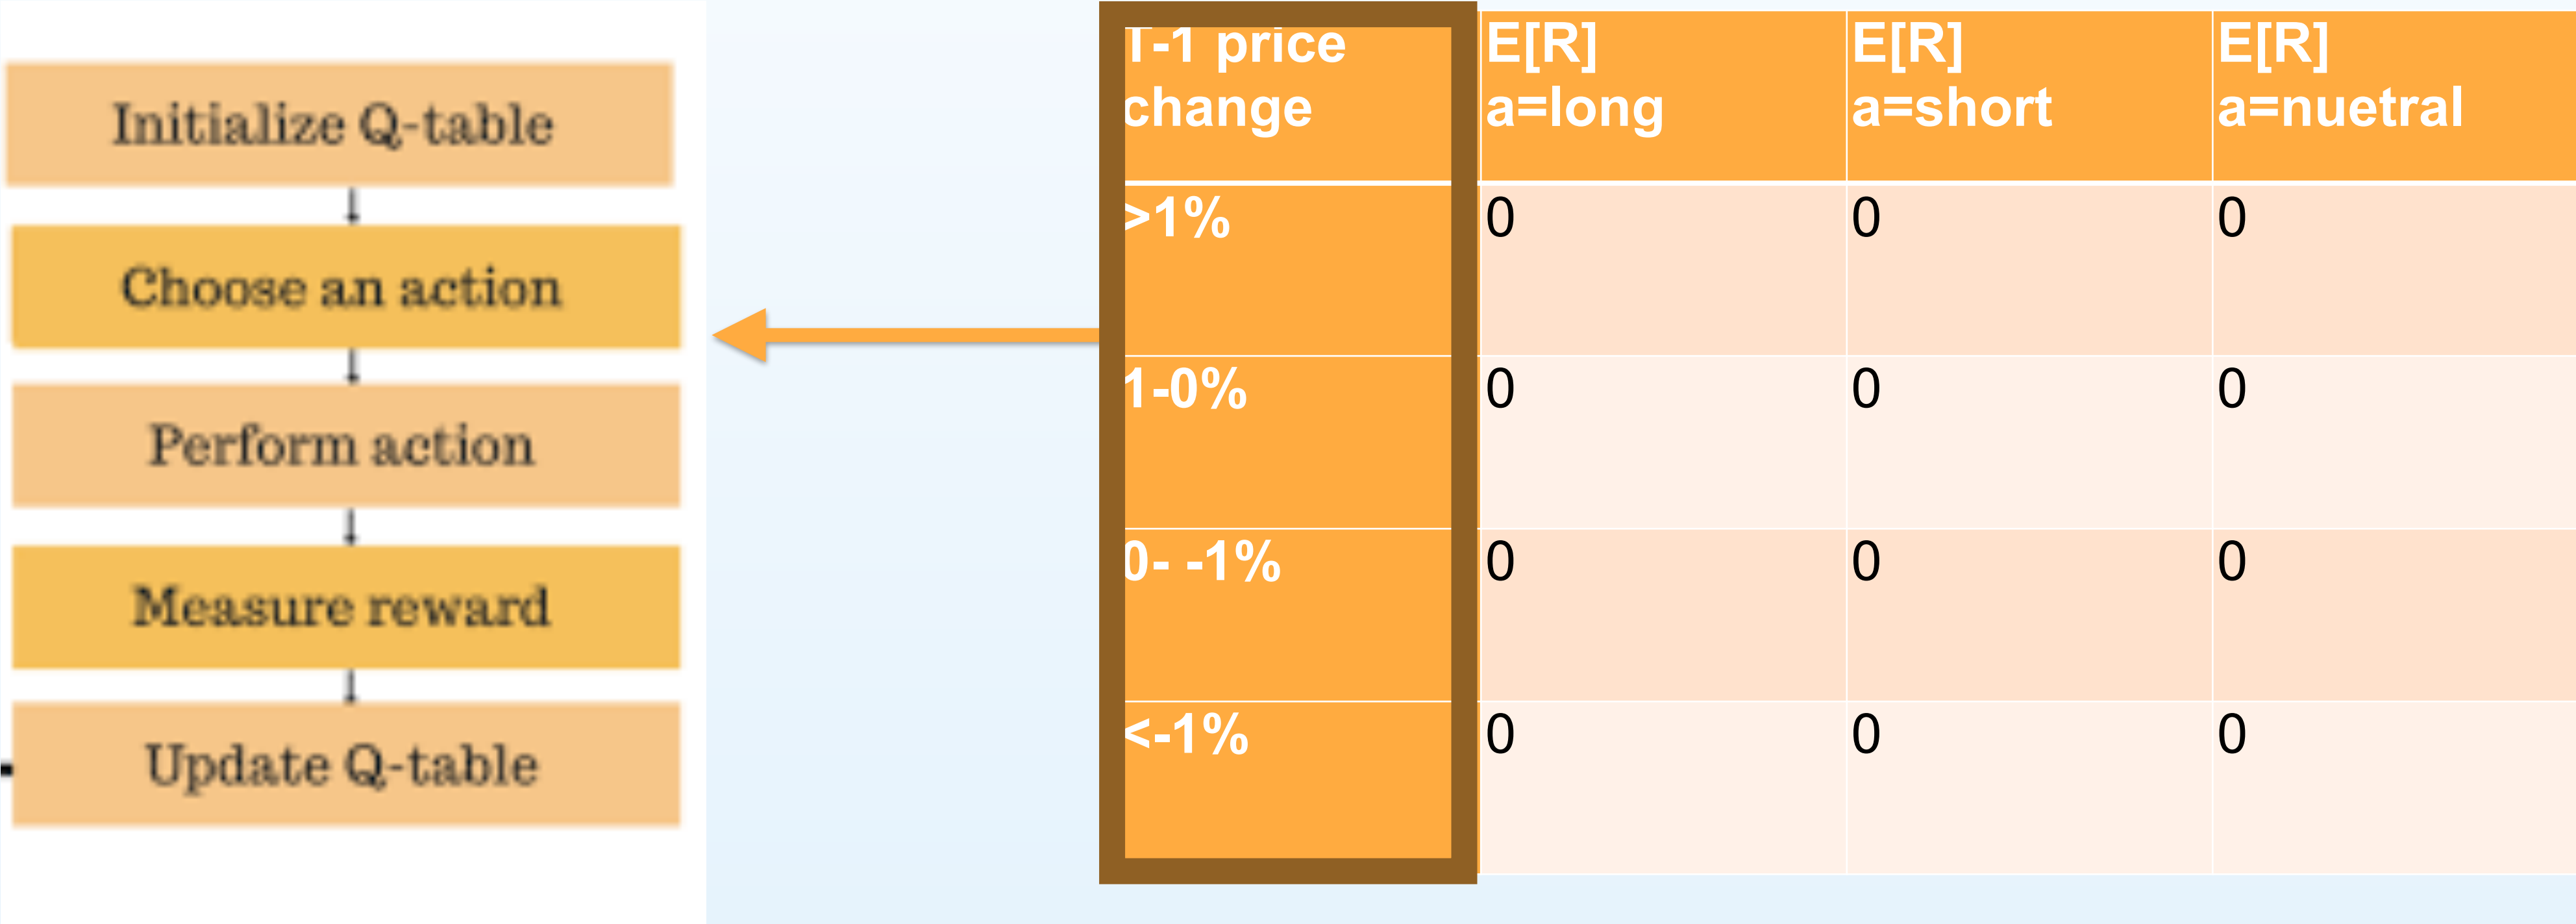 Initialize Q-table
Choose an action
Perform action
Measure reward
Update Q-table
T-1 price
change
E[R]
a=long
E[R]
a=short
E[R]
a=nuetral
>1%
0
0
0
1-0%
0
0
0
0- -1%
0
0
0
<-1%
0
0
0